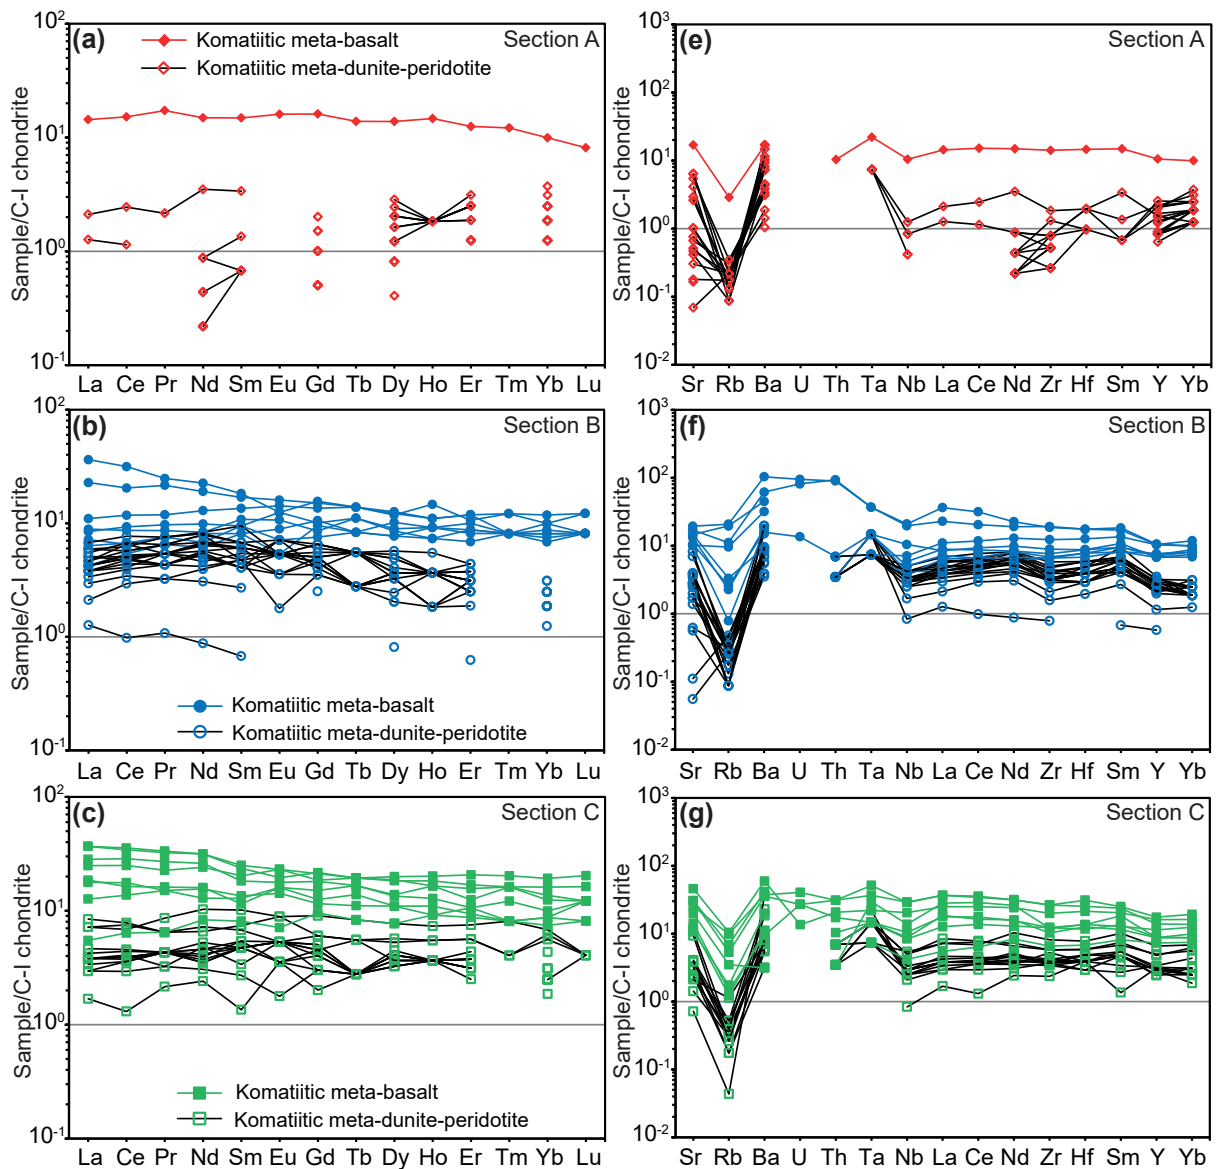 (a)
Section A
Komatiitic meta-basalt
Komatiitic meta-dunite-peridotite
Sample/C-I chondrite
10²
10¹
10⁰
10⁻¹
La Ce Pr Nd Sm Eu Gd Tb Dy Ho Er Tm Yb Lu
(e)
Section A
Sample/C-I chondrite
10³
10²
10¹
10⁰
10⁻¹
10⁻²
Sr Rb Ba U Th Ta Nb La Ce Nd Zr Hf Sm Y Yb
(b)
Section B
Sample/C-I chondrite
10²
10¹
10⁰
10⁻¹
Komatiitic meta-basalt
Komatiitic meta-dunite-peridotite
La Ce Pr Nd Sm Eu Gd Tb Dy Ho Er Tm Yb Lu
(f)
Section B
Sample/C-I chondrite
10³
10²
10¹
10⁰
10⁻¹
10⁻²
Sr Rb Ba U Th Ta Nb La Ce Nd Zr Hf Sm Y Yb
(c)
Section C
Sample/C-I chondrite
10²
10¹
10⁰
10⁻¹
Komatiitic meta-basalt
Komatiitic meta-dunite-peridotite
La Ce Pr Nd Sm Eu Gd Tb Dy Ho Er Tm Yb Lu
(g)
Section C
Sample/C-I chondrite
10³
10²
10¹
10⁰
10⁻¹
10⁻²
Sr Rb Ba U Th Ta Nb La Ce Nd Zr Hf Sm Y Yb